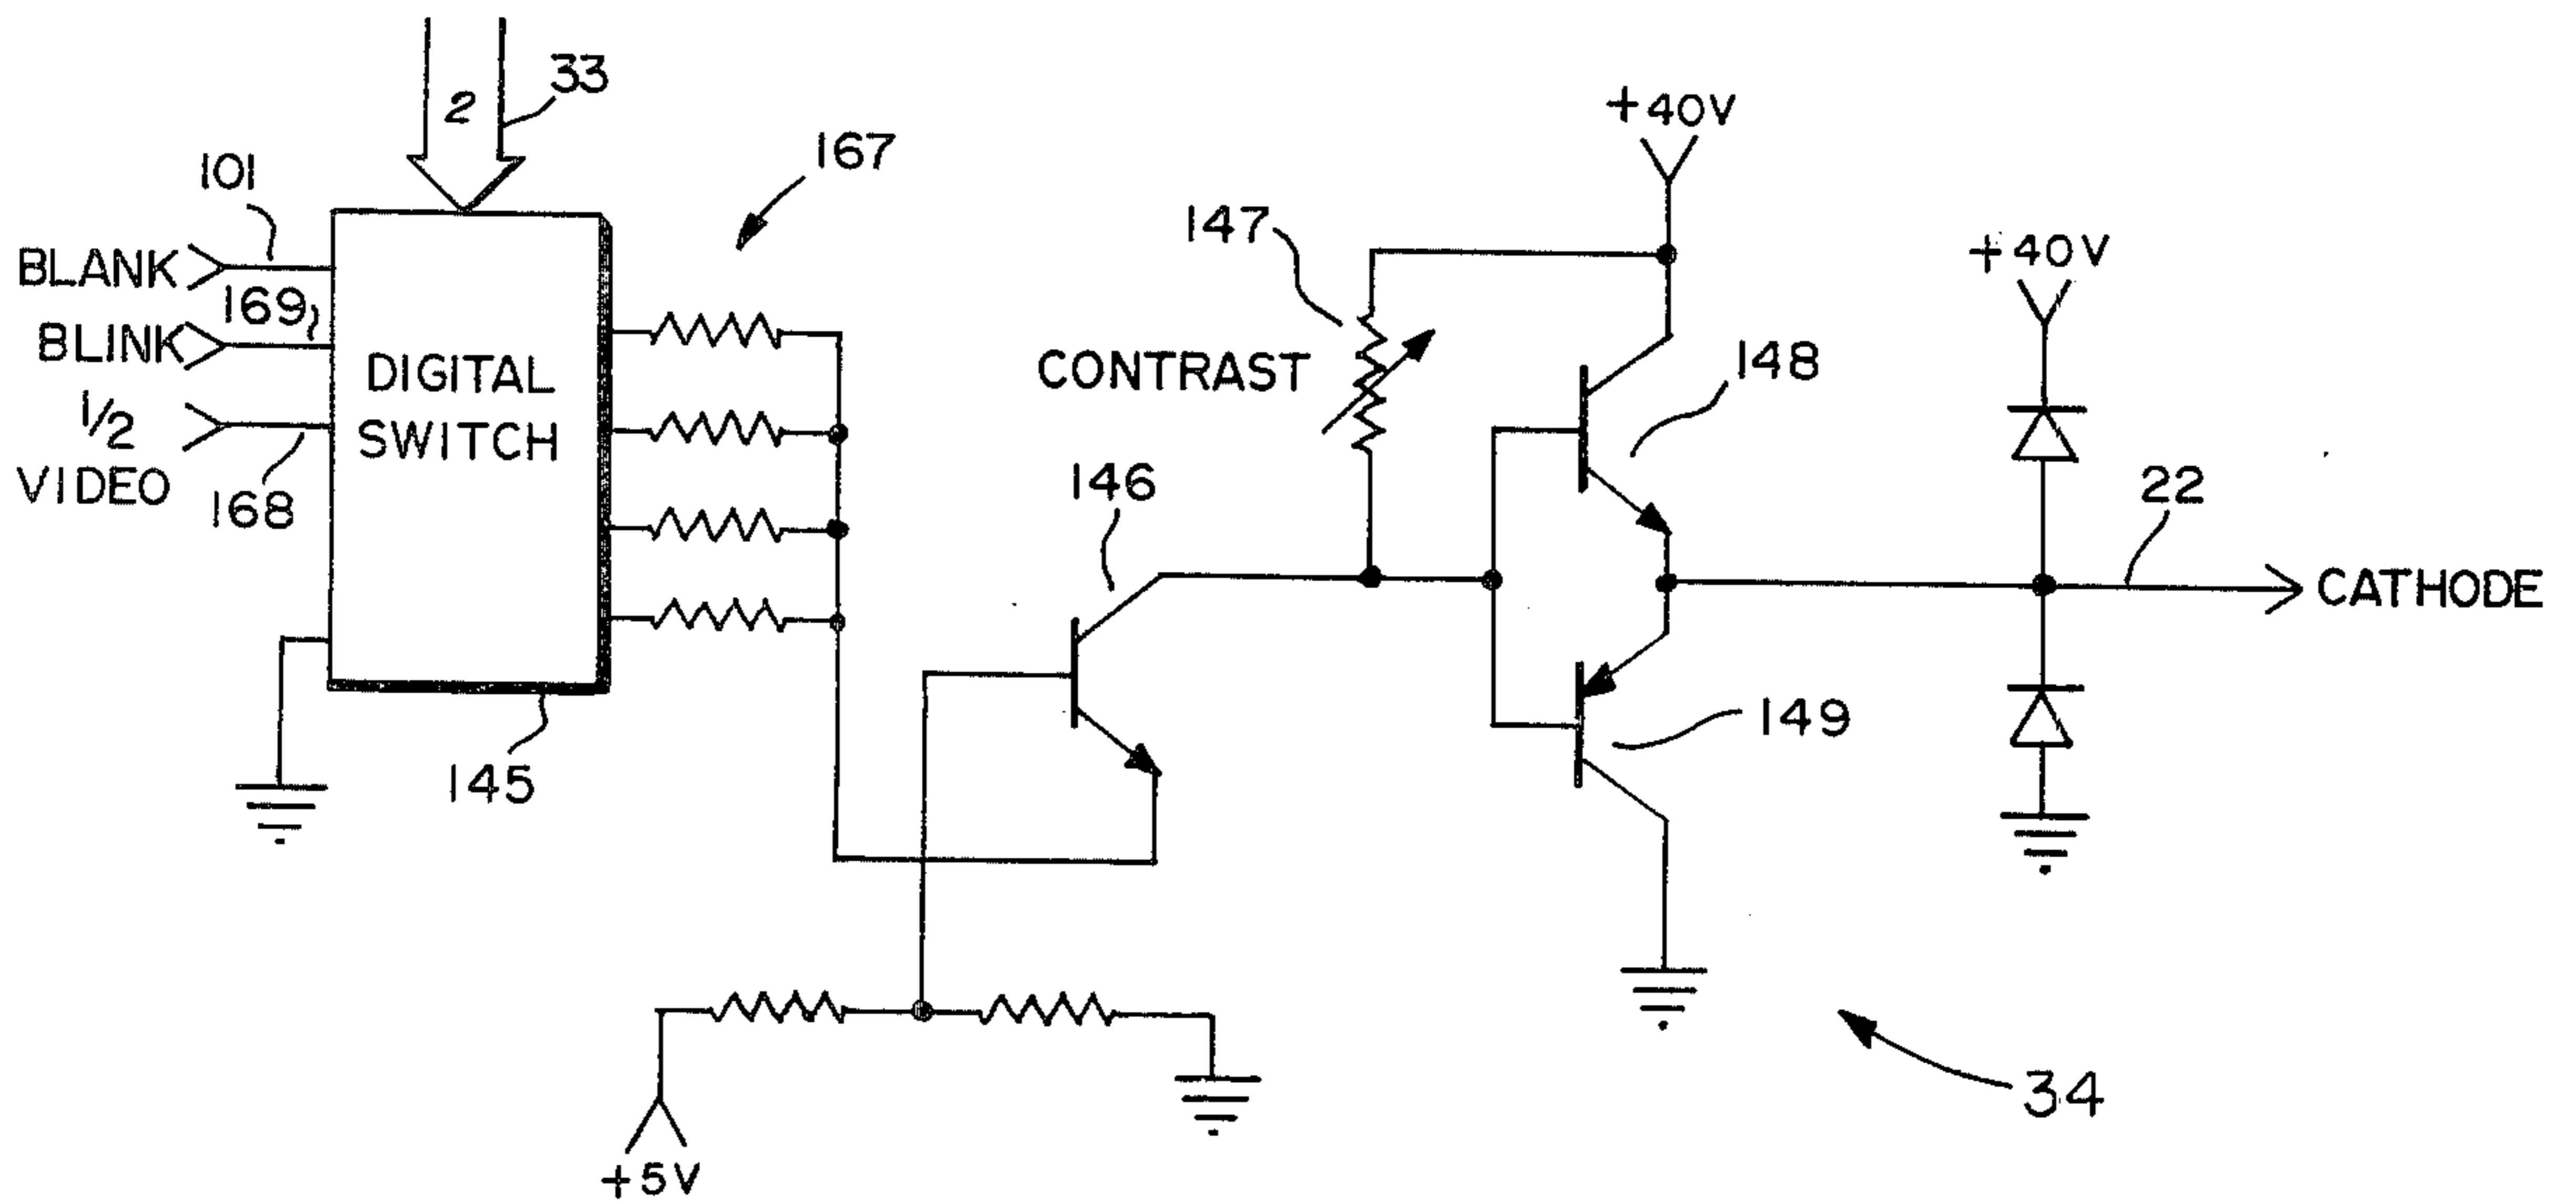 2
33
101
167
+40V
147
+40V
BLANK
169
BLINK
DIGITAL
SWITCH
CONTRAST
148
1/2
VIDEO
168
146
22
CATHODE
145
149
34
+5V